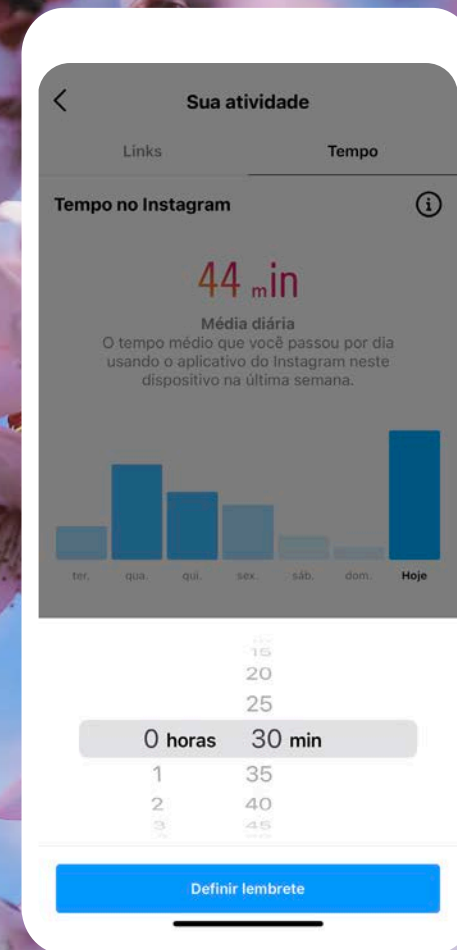 Sua atividade
Links
Tempo
Tempo no Instagram
44 min
Média diária
O tempo médio que você passou por dia
usando o aplicativo do Instagram neste
dispositivo na última semana.
ter. qua. qui. sex. sáb. dom. Hoje
15
20
25
0 horas 30 min
1 35
2 40
3 45
Definir lembrete